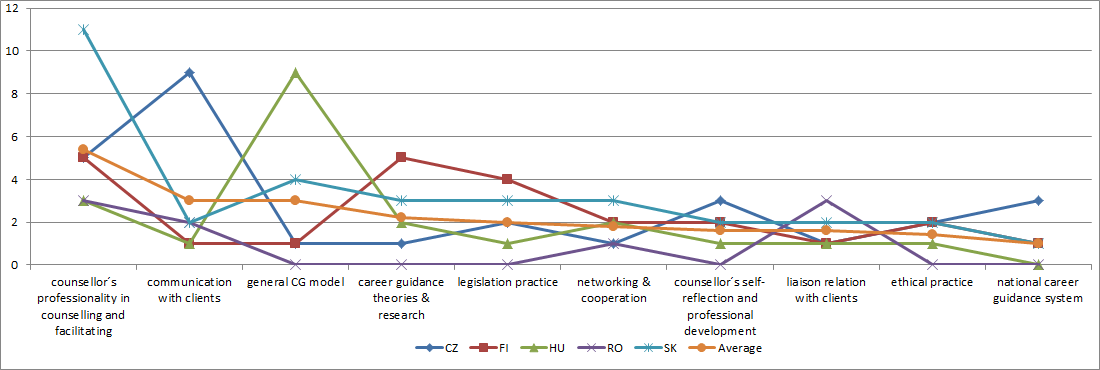 12
10
8
6
4
2
0
counsellor´s
professionality in
counselling and
facilitating
communication
with clients
general CG model
career guidance
theories &
research
legislation practice
networking &
cooperation
counsellor´s self-
reflection and
professional
development
liaison relation
with clients
ethical practice
national career
guidance system
CZ FI HU RO SK Average